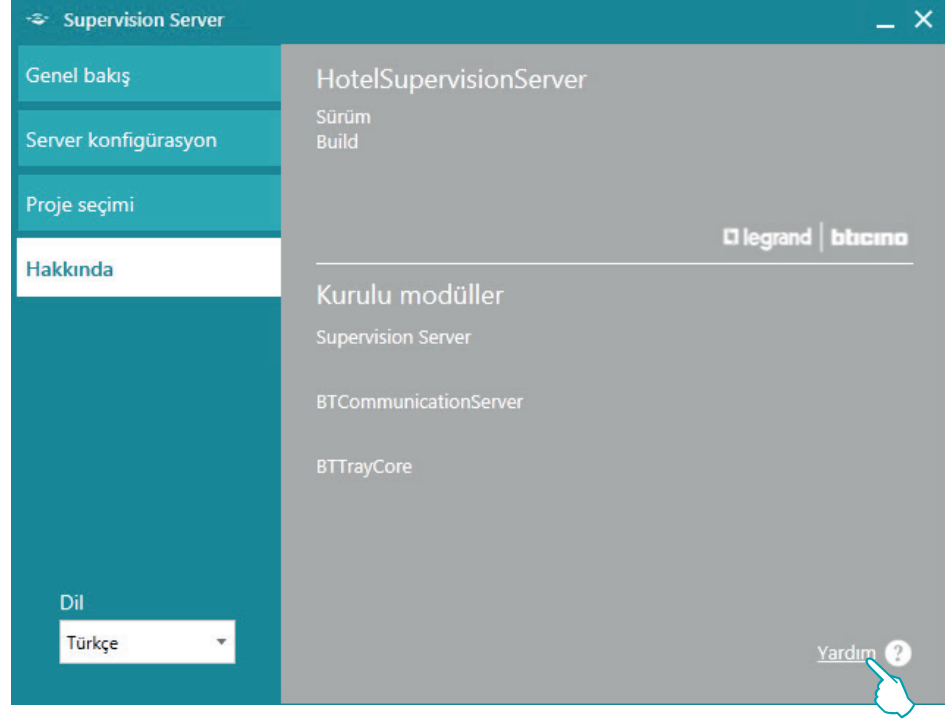 Supervision Server
Genel bakış
Server konfigürasyon
Proje seçimi
Hakkında
Dil
Türkçe
HotelSupervisionServer
Sürüm
Build
legrand bticino
Kurulu modüller
Supervision Server
BTCommunicationServer
BTTrayCore
Yardım ?